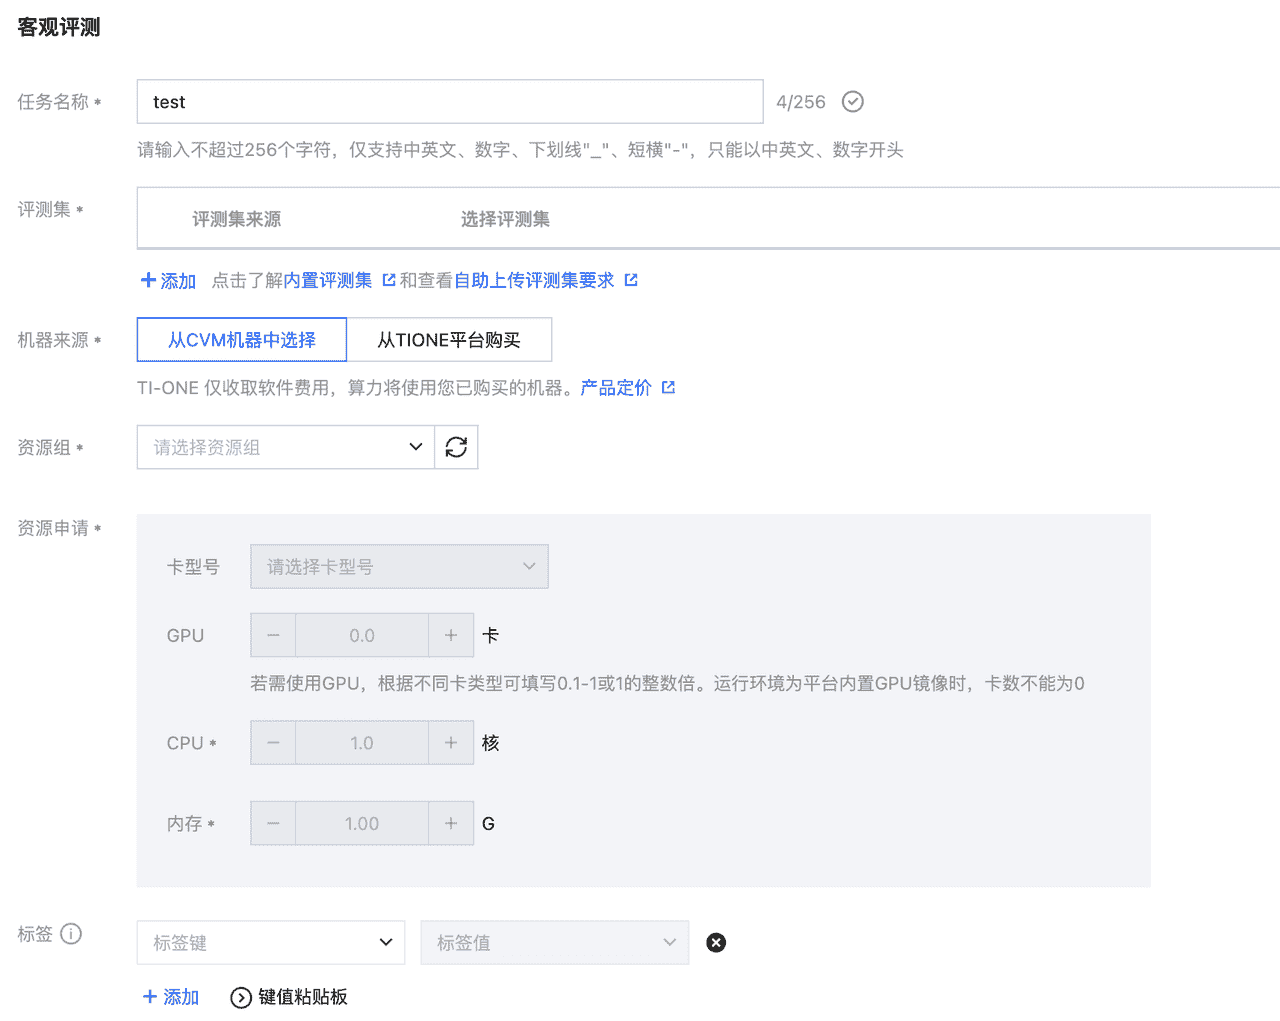 客观评测
任务名称 *
test
4/256
请输入不超过256个字符，仅支持中英文、数字、下划线"_"、短横"-"，只能以中英文、数字开头
评测集 *
评测集来源 选择评测集
+ 添加 点击了解内置评测集 和查看自助上传评测集要求
机器来源 *
从CVM机器中选择 从TIONE平台购买
TI-ONE 仅收取软件费用，算力将使用您已购买的机器。产品定价
资源组 *
请选择资源组
资源申请 *
卡型号 请选择卡型号
GPU − 0.0 + 卡
若需使用GPU，根据不同卡类型可填写0.1-1或1的整数倍。运行环境为平台内置GPU镜像时，卡数不能为0
CPU * − 1.0 + 核
内存 * − 1.00 + G
标签
标签键 标签值
+ 添加 键值粘贴板